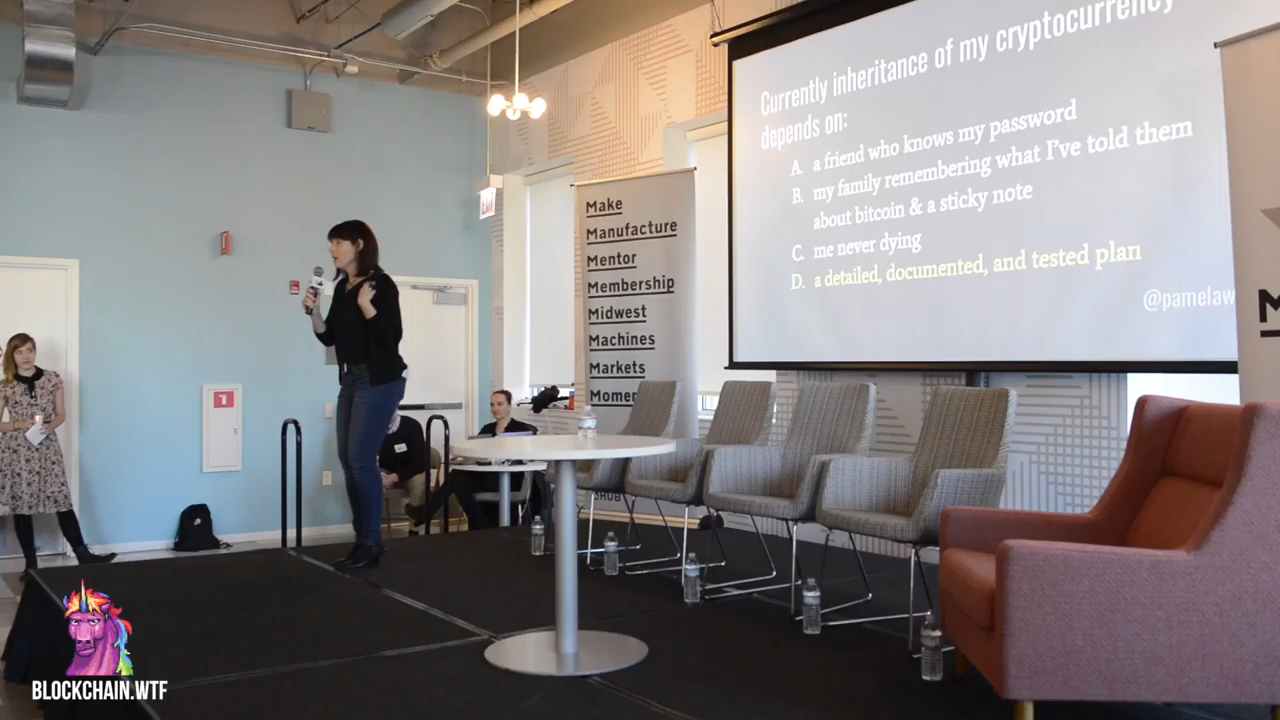 Currently inheritance of my cryptocurrency
depends on:
A. a friend who knows my password
B. my family remembering what I've told them
about bitcoin & a sticky note
C. me never dying
D. a detailed, documented, and tested plan
@pamelaw
Make
Manufacture
Mentor
Membership
Midwest
Machines
Markets
Momen
HUB
M
EXIT
BLOCKCHAIN.WTF